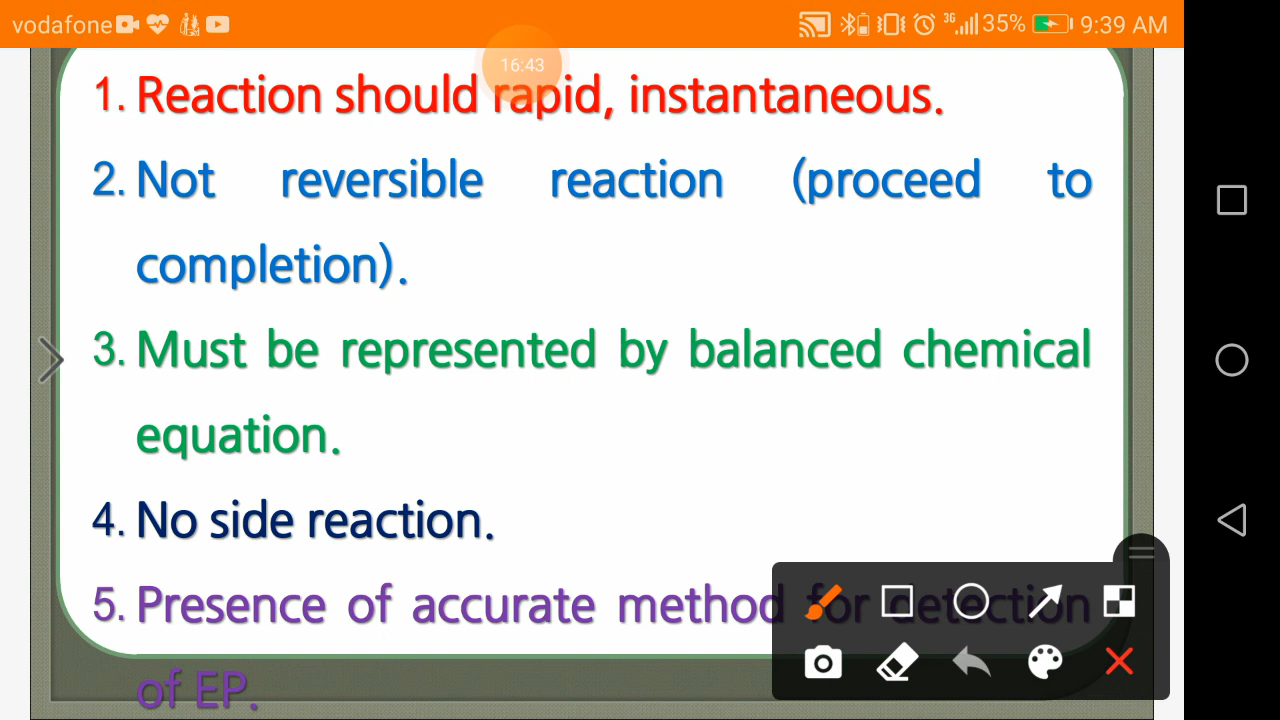 vodafone 3G 35% 9:39 AM
16:43
1. Reaction should rapid, instantaneous.
2. Not reversible reaction (proceed to
completion).
3. Must be represented by balanced chemical
equation.
4. No side reaction.
5. Presence of accurate method for detection
of EP.